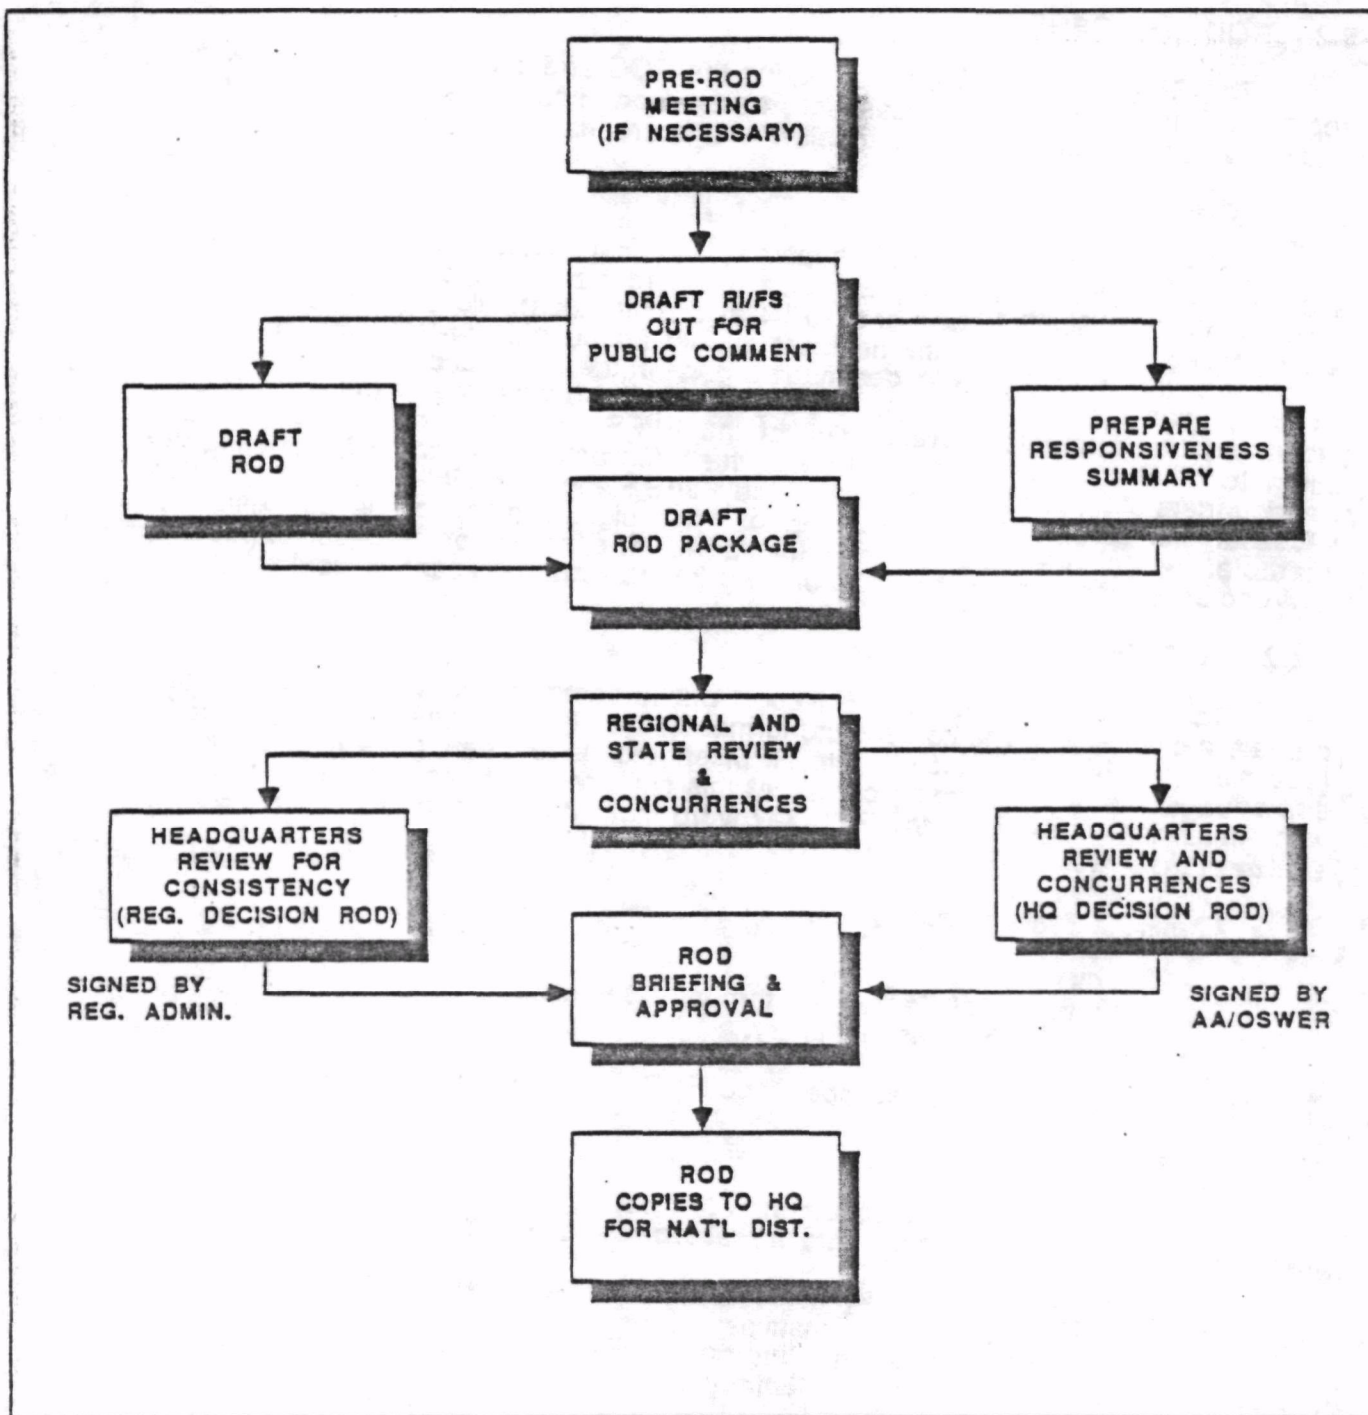 PRE-ROD
MEETING
(IF NECESSARY)
DRAFT RI/FS
OUT FOR
PUBLIC COMMENT
DRAFT
ROD
PREPARE
RESPONSIVENESS
SUMMARY
DRAFT
ROD PACKAGE
REGIONAL AND
STATE REVIEW
&
CONCURRENCES
HEADQUARTERS
REVIEW FOR
CONSISTENCY
(REG. DECISION ROD)
HEADQUARTERS
REVIEW AND
CONCURRENCES
(HQ DECISION ROD)
SIGNED BY
REG. ADMIN.
ROD
BRIEFING &
APPROVAL
SIGNED BY
AA/OSWER
ROD
COPIES TO HQ
FOR NAT'L DIST.